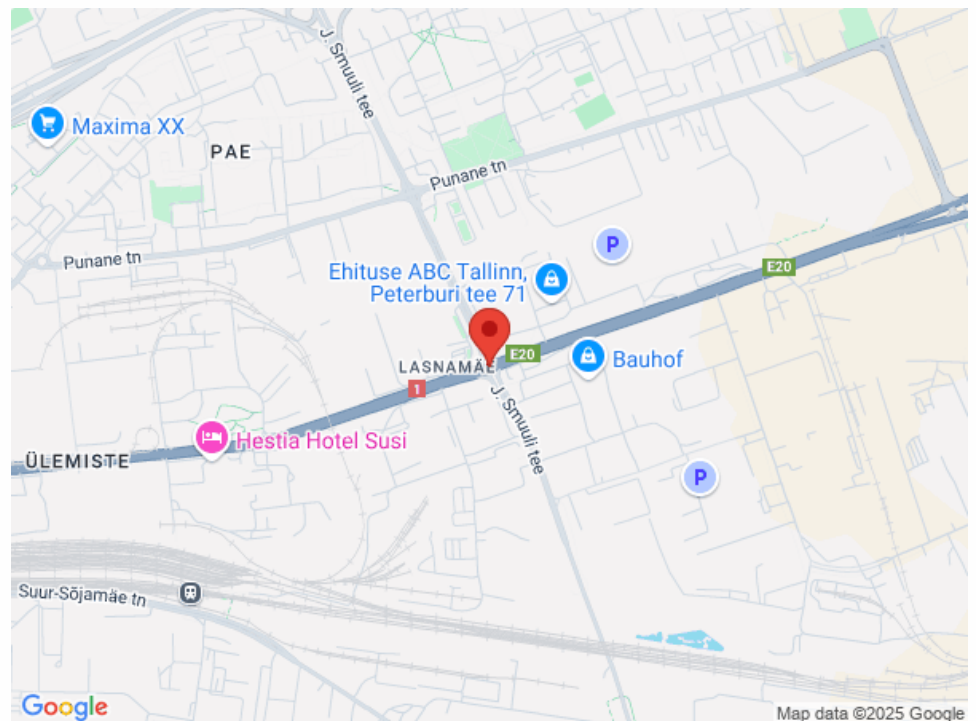 J. Smuuli tee
Maxima XX
PAE
Punane tn
Punane tn
P
Ehituse ABC Tallinn,
Peterburi tee 71
E20
E20
LASNAMÄE
Bauhof
1
J. Smuuli tee
Hestia Hotel Susi
ÜLEMISTE
P
Suur-Sõjamäe tn
Google
Map data ©2025 Google